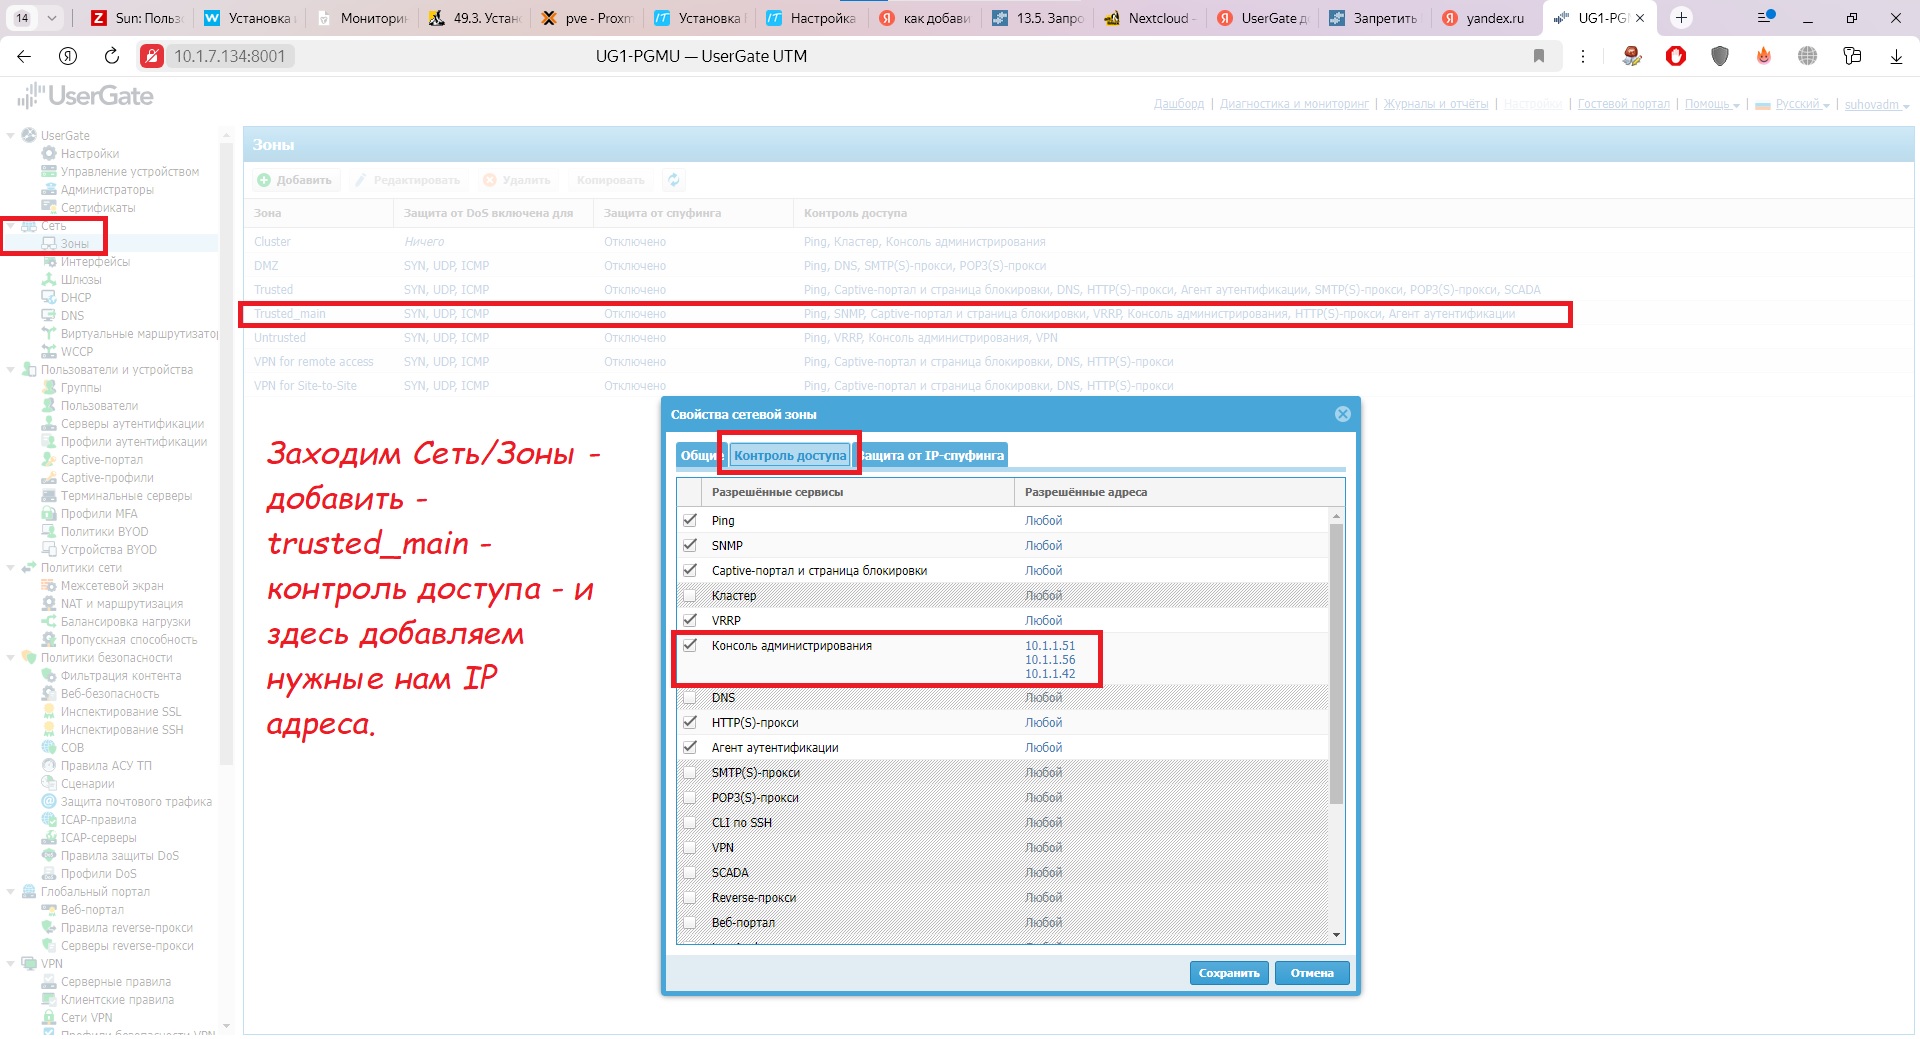 14
Sun: Польз
Установка
Мониторин
49.3. Устан
pve - Proxm
Установка
Настройка
как добави
13.5. Запро
Nextcloud -
UserGate д
Запретить
yandex.ru
UG1-PG
10.1.7.134:8001
UG1-PGMU — UserGate UTM
UserGate
Дашборд | Диагностика и мониторинг | Журналы и отчёты | Настройки | Гостевой портал | Помощь | Русский | suhovadm
UserGate
Настройки
Управление устройством
Администраторы
Сертификаты
Сеть
Зоны
Интерфейсы
Шлюзы
DHCP
DNS
Виртуальные маршрутизатор
WCCP
Пользователи и устройства
Группы
Пользователи
Серверы аутентификации
Профили аутентификации
Captive-портал
Captive-профили
Терминальные серверы
Профили MFA
Политики BYOD
Устройства BYOD
Политики сети
Межсетевой экран
NAT и маршрутизация
Балансировка нагрузки
Пропускная способность
Политики безопасности
Фильтрация контента
Веб-безопасность
Инспектирование SSL
Инспектирование SSH
СОВ
Правила АСУ ТП
Сценарии
Защита почтового трафика
ICAP-правила
ICAP-серверы
Правила защиты DoS
Профили DoS
Глобальный портал
Веб-портал
Правила reverse-прокси
Серверы reverse-прокси
VPN
Серверные правила
Клиентские правила
Сети VPN
Профили безопасности VPN
Зоны
Добавить Редактировать Удалить Копировать
Зона Защита от DoS включена для Защита от спуфинга Контроль доступа
Cluster Ничего Отключено Ping, Кластер, Консоль администрирования
DMZ SYN, UDP, ICMP Отключено Ping, DNS, SMTP(S)-прокси, POP3(S)-прокси
Trusted SYN, UDP, ICMP Отключено Ping, Captive-портал и страница блокировки, DNS, HTTP(S)-прокси, Агент аутентификации, SMTP(S)-прокси, POP3(S)-прокси, SCADA
Trusted_main SYN, UDP, ICMP Отключено Ping, SNMP, Captive-портал и страница блокировки, VRRP, Консоль администрирования, HTTP(S)-прокси, Агент аутентификации
Untrusted SYN, UDP, ICMP Отключено Ping, VRRP, Консоль администрирования, VPN
VPN for remote access SYN, UDP, ICMP Отключено Ping, Captive-портал и страница блокировки, DNS, HTTP(S)-прокси
VPN for Site-to-Site SYN, UDP, ICMP Отключено Ping, Captive-портал и страница блокировки, DNS, HTTP(S)-прокси
Заходим Сеть/Зоны -
добавить -
trusted_main -
контроль доступа - и
здесь добавляем
нужные нам IP
адреса.
Свойства сетевой зоны
Общие Контроль доступа Защита от IP-спуфинга
Разрешённые сервисы Разрешённые адреса
Ping Любой
SNMP Любой
Captive-портал и страница блокировки Любой
Кластер Любой
VRRP Любой
Консоль администрирования 10.1.1.51
10.1.1.56
10.1.1.42
DNS Любой
HTTP(S)-прокси Любой
Агент аутентификации Любой
SMTP(S)-прокси Любой
POP3(S)-прокси Любой
CLI по SSH Любой
VPN Любой
SCADA Любой
Reverse-прокси Любой
Веб-портал Любой
Сохранить Отмена